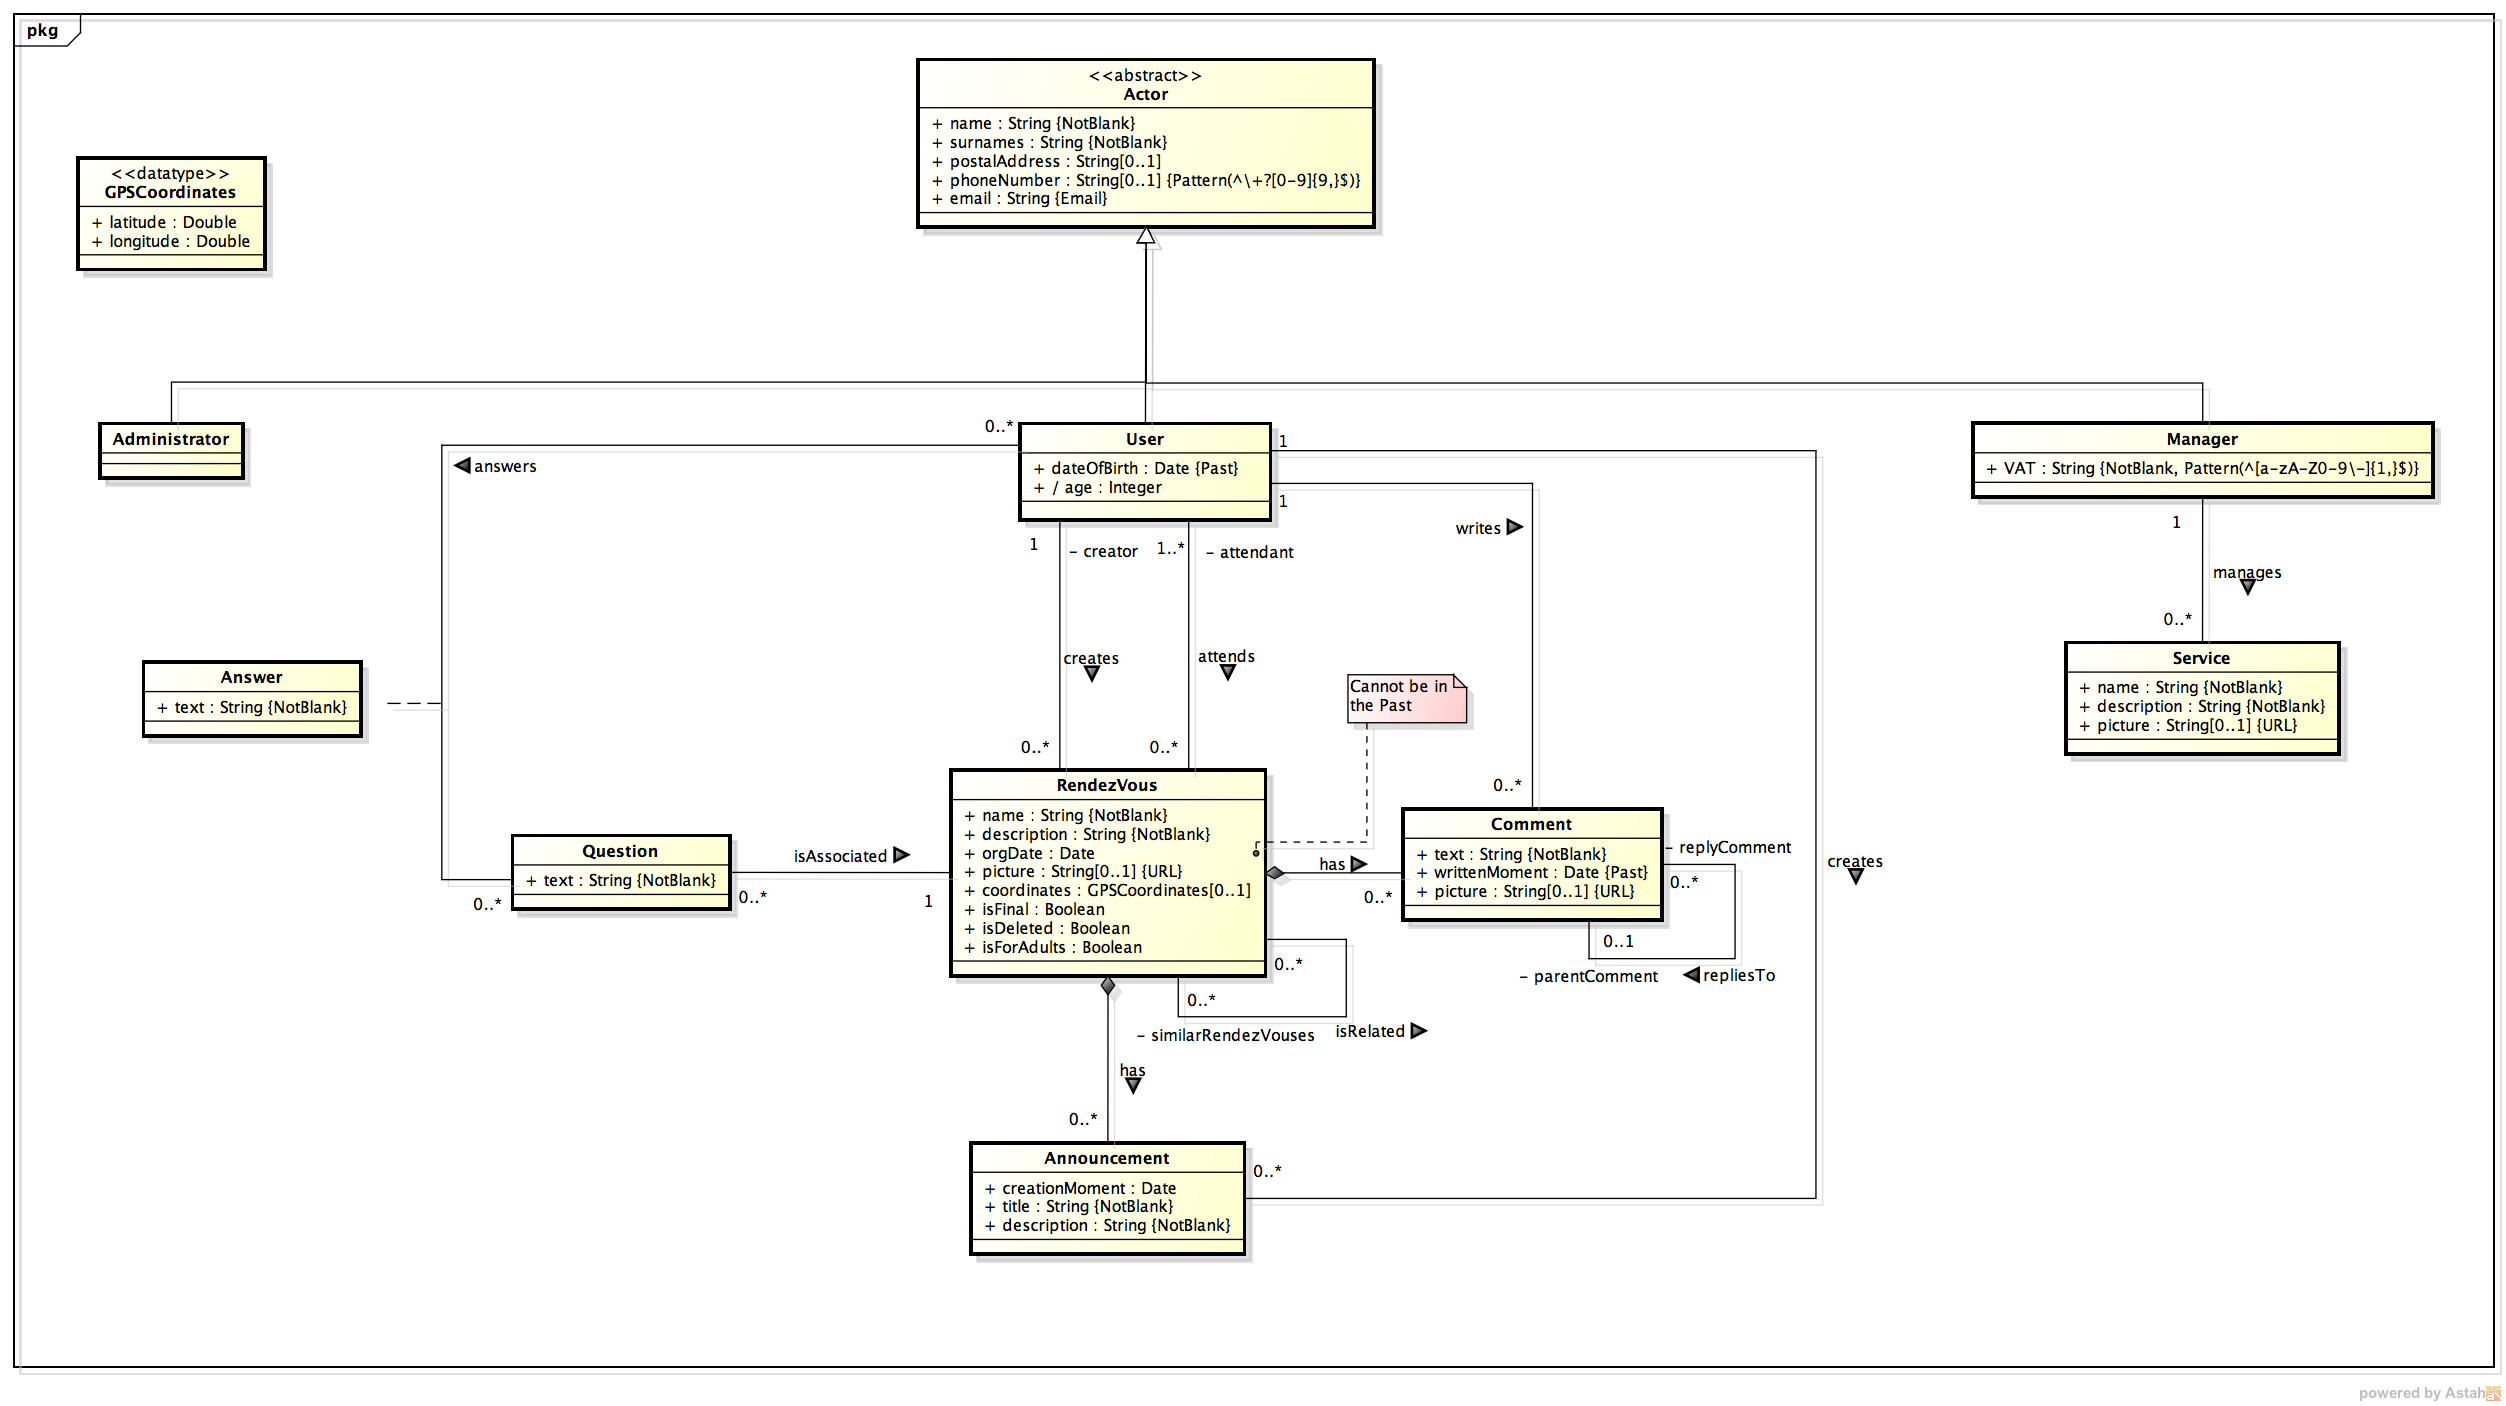 pkg
<<abstract>>
Actor
+ name : String {NotBlank}
+ surnames : String {NotBlank}
+ postalAddress : String[0..1]
+ phoneNumber : String[0..1] {Pattern(^\+?[0-9]{9,}$)}
+ email : String {Email}
<<datatype>>
GPSCoordinates
+ latitude : Double
+ longitude : Double
Administrator
0..*
answers
User
+ dateOfBirth : Date {Past}
+ / age : Integer
1
1
Manager
+ VAT : String {NotBlank, Pattern(^[a-zA-Z0-9\-]{1,}$)}
1
- creator
1..*
- attendant
writes
1
manages
0..*
creates
attends
Answer
+ text : String {NotBlank}
Cannot be in
the Past
Service
+ name : String {NotBlank}
+ description : String {NotBlank}
+ picture : String[0..1] {URL}
0..*
0..*
0..*
RendezVous
+ name : String {NotBlank}
+ description : String {NotBlank}
+ orgDate : Date
+ picture : String[0..1] {URL}
+ coordinates : GPSCoordinates[0..1]
+ isFinal : Boolean
+ isDeleted : Boolean
+ isForAdults : Boolean
Question
+ text : String {NotBlank}
0..*
0..*
isAssociated
1
has
0..*
Comment
+ text : String {NotBlank}
+ writtenMoment : Date {Past}
+ picture : String[0..1] {URL}
- replyComment
0..*
creates
0..1
- parentComment
repliesTo
0..*
0..*
- similarRendezVouses
isRelated
has
0..*
Announcement
+ creationMoment : Date
+ title : String {NotBlank}
+ description : String {NotBlank}
0..*
powered by Astah